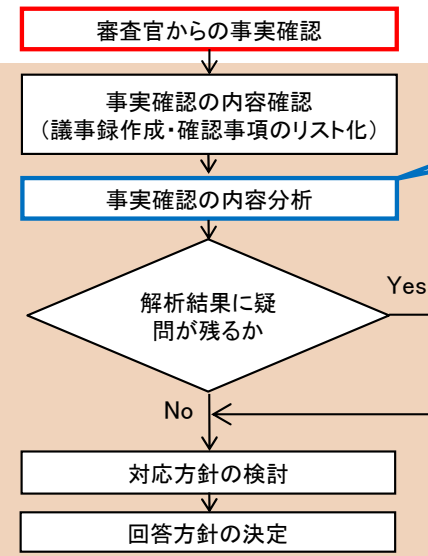 審査官からの事実確認
事実確認の内容確認
（議事録作成・確認事項のリスト化）
事実確認の内容分析
解析結果に疑
問が残るか
Yes
No
対応方針の検討
回答方針の決定